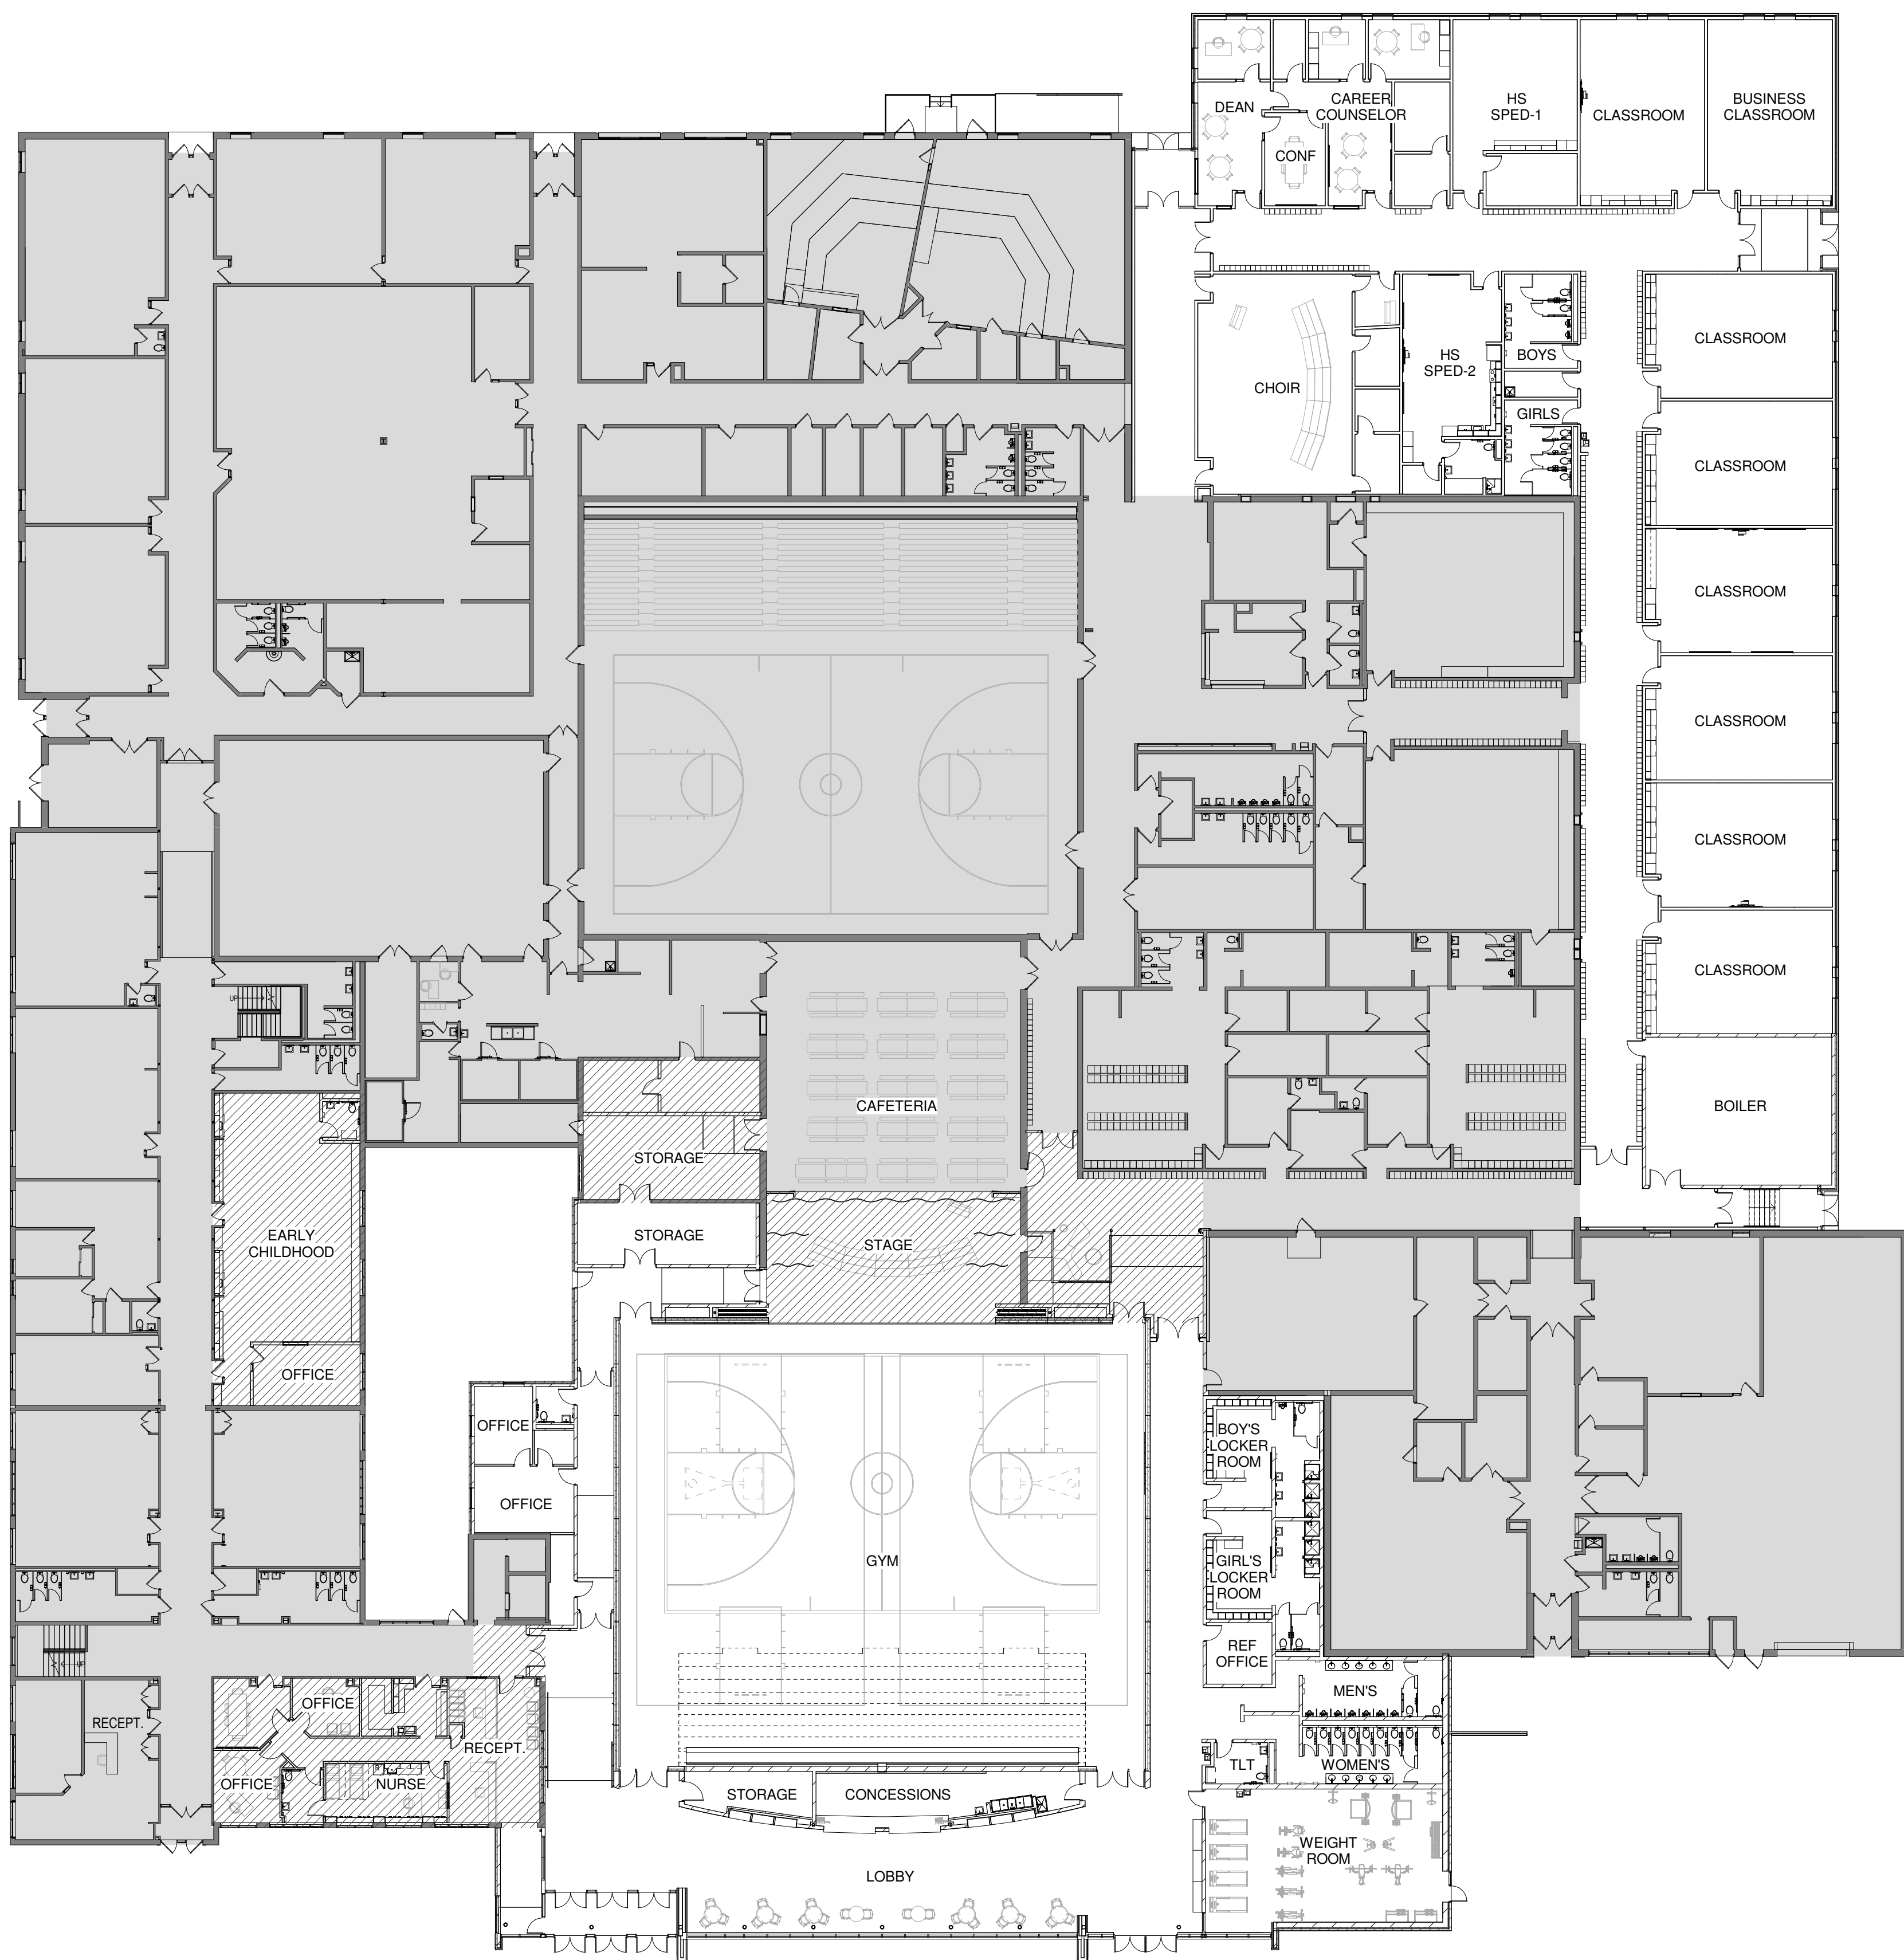 DEAN
CAREER
COUNSELOR
CONF
HS
SPED-1
CLASSROOM
BUSINESS
CLASSROOM
CHOIR
HS
SPED-2
BOYS
GIRLS
CLASSROOM
CLASSROOM
CLASSROOM
CLASSROOM
CLASSROOM
CLASSROOM
BOILER
UP
CAFETERIA
STORAGE
STORAGE
STAGE
EARLY
CHILDHOOD
OFFICE
OFFICE
OFFICE
GYM
BOY'S
LOCKER
ROOM
GIRL'S
LOCKER
ROOM
REF
OFFICE
MEN'S
WOMEN'S
TLT
RECEPT.
OFFICE
RECEPT.
OFFICE
NURSE
STORAGE
CONCESSIONS
WEIGHT
ROOM
LOBBY